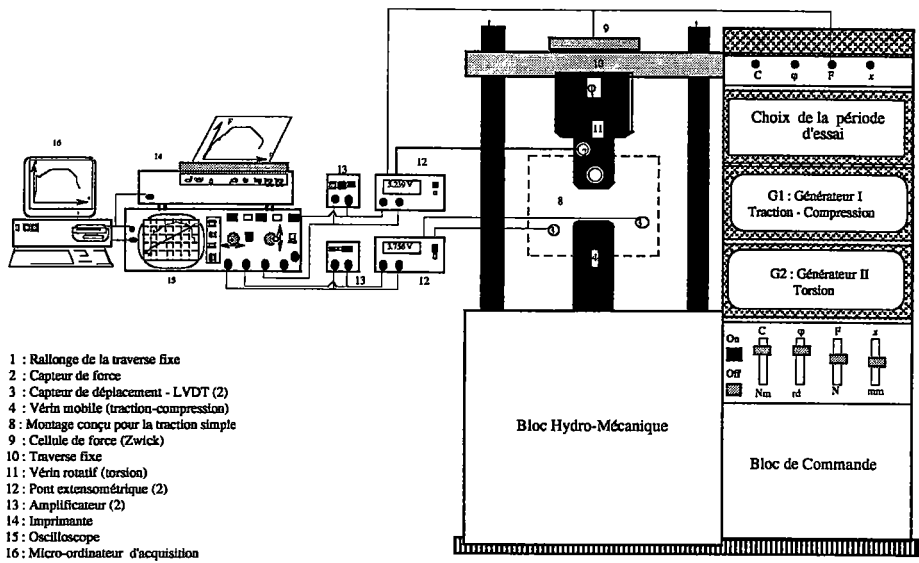 9
10
φ
11
8
4
C φ F x
Choix de la période
d'essai
G1 : Générateur I
Traction - Compression
G2 : Générateur II
Torsion
C φ F x
On
Off
Nm rd N mm
Bloc Hydro-Mécanique
Bloc de Commande
16
14
F
13
12
5.239 V
3.756 V
15
13
12
1 : Rallonge de la traverse fixe
2 : Capteur de force
3 : Capteur de déplacement - LVDT (2)
4 : Vérin mobile (traction-compression)
8 : Montage conçu pour la traction simple
9 : Cellule de force (Zwick)
10 : Traverse fixe
11 : Vérin rotatif (torsion)
12 : Pont extensométrique (2)
13 : Amplificateur (2)
14 : Imprimante
15 : Oscilloscope
16 : Micro-ordinateur d'acquisition